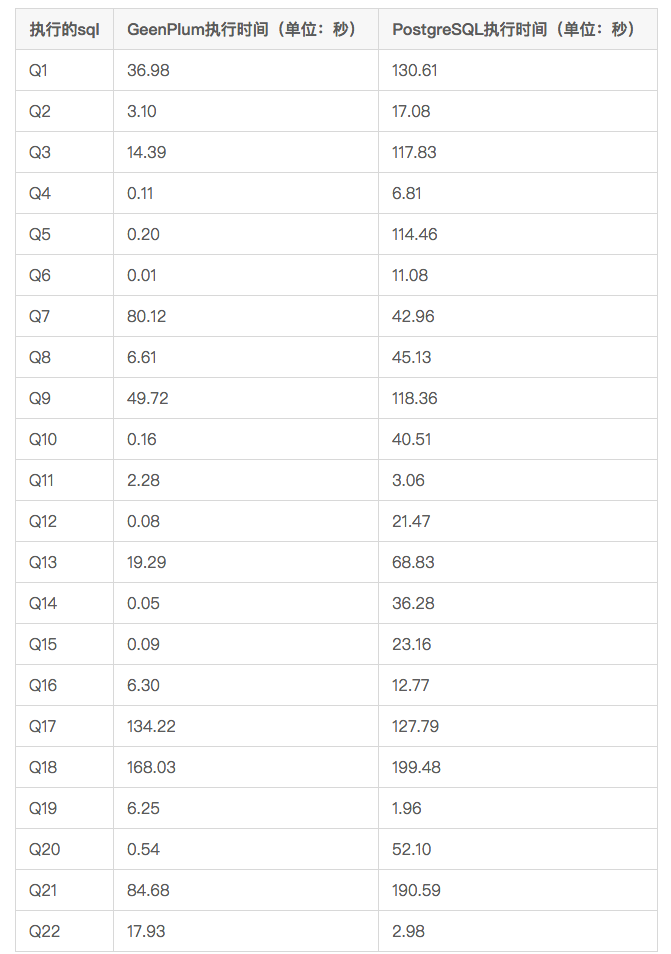 执行的sql GeenPlum执行时间（单位：秒） PostgreSQL执行时间（单位：秒）
Q1 36.98 130.61
Q2 3.10 17.08
Q3 14.39 117.83
Q4 0.11 6.81
Q5 0.20 114.46
Q6 0.01 11.08
Q7 80.12 42.96
Q8 6.61 45.13
Q9 49.72 118.36
Q10 0.16 40.51
Q11 2.28 3.06
Q12 0.08 21.47
Q13 19.29 68.83
Q14 0.05 36.28
Q15 0.09 23.16
Q16 6.30 12.77
Q17 134.22 127.79
Q18 168.03 199.48
Q19 6.25 1.96
Q20 0.54 52.10
Q21 84.68 190.59
Q22 17.93 2.98